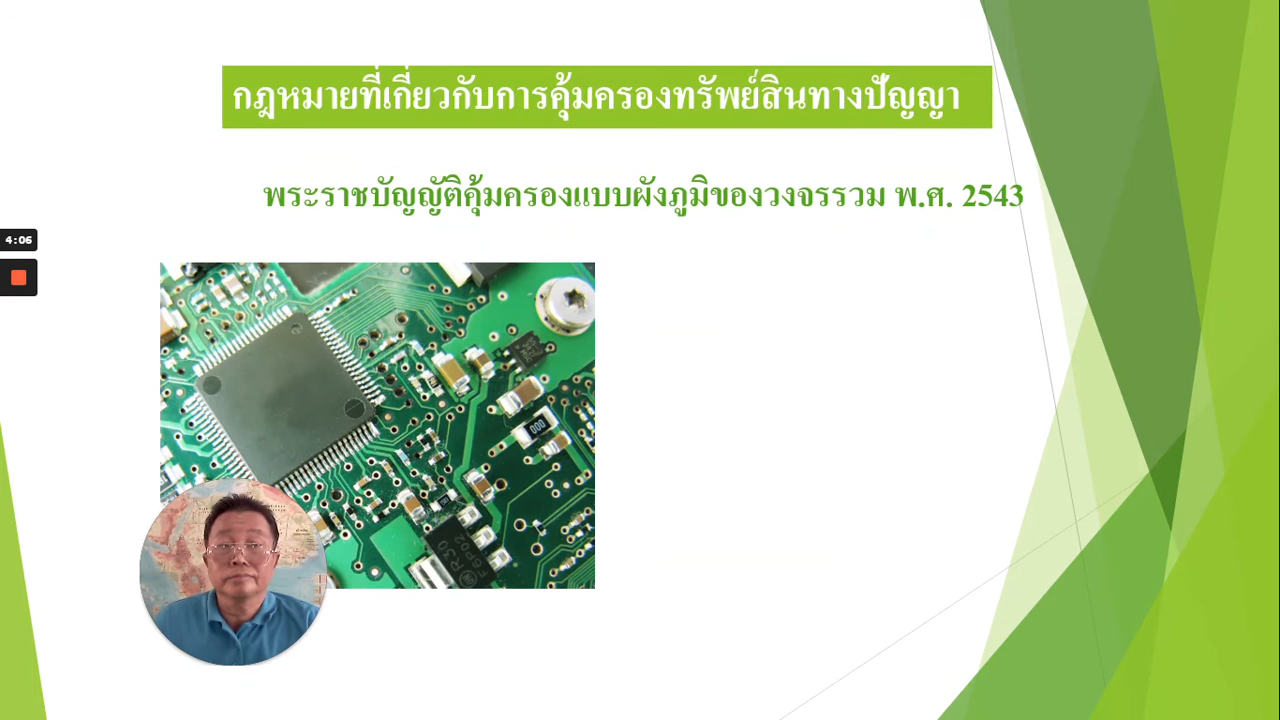 กฎหมายที่เกี่ยวกับการคุ้มครองทรัพย์สินทางปัญญา
พระราชบัญญัติคุ้มครองแบบผังภูมิของวงจรรวม พ.ศ. 2543
4:06
000
R30
F6P02